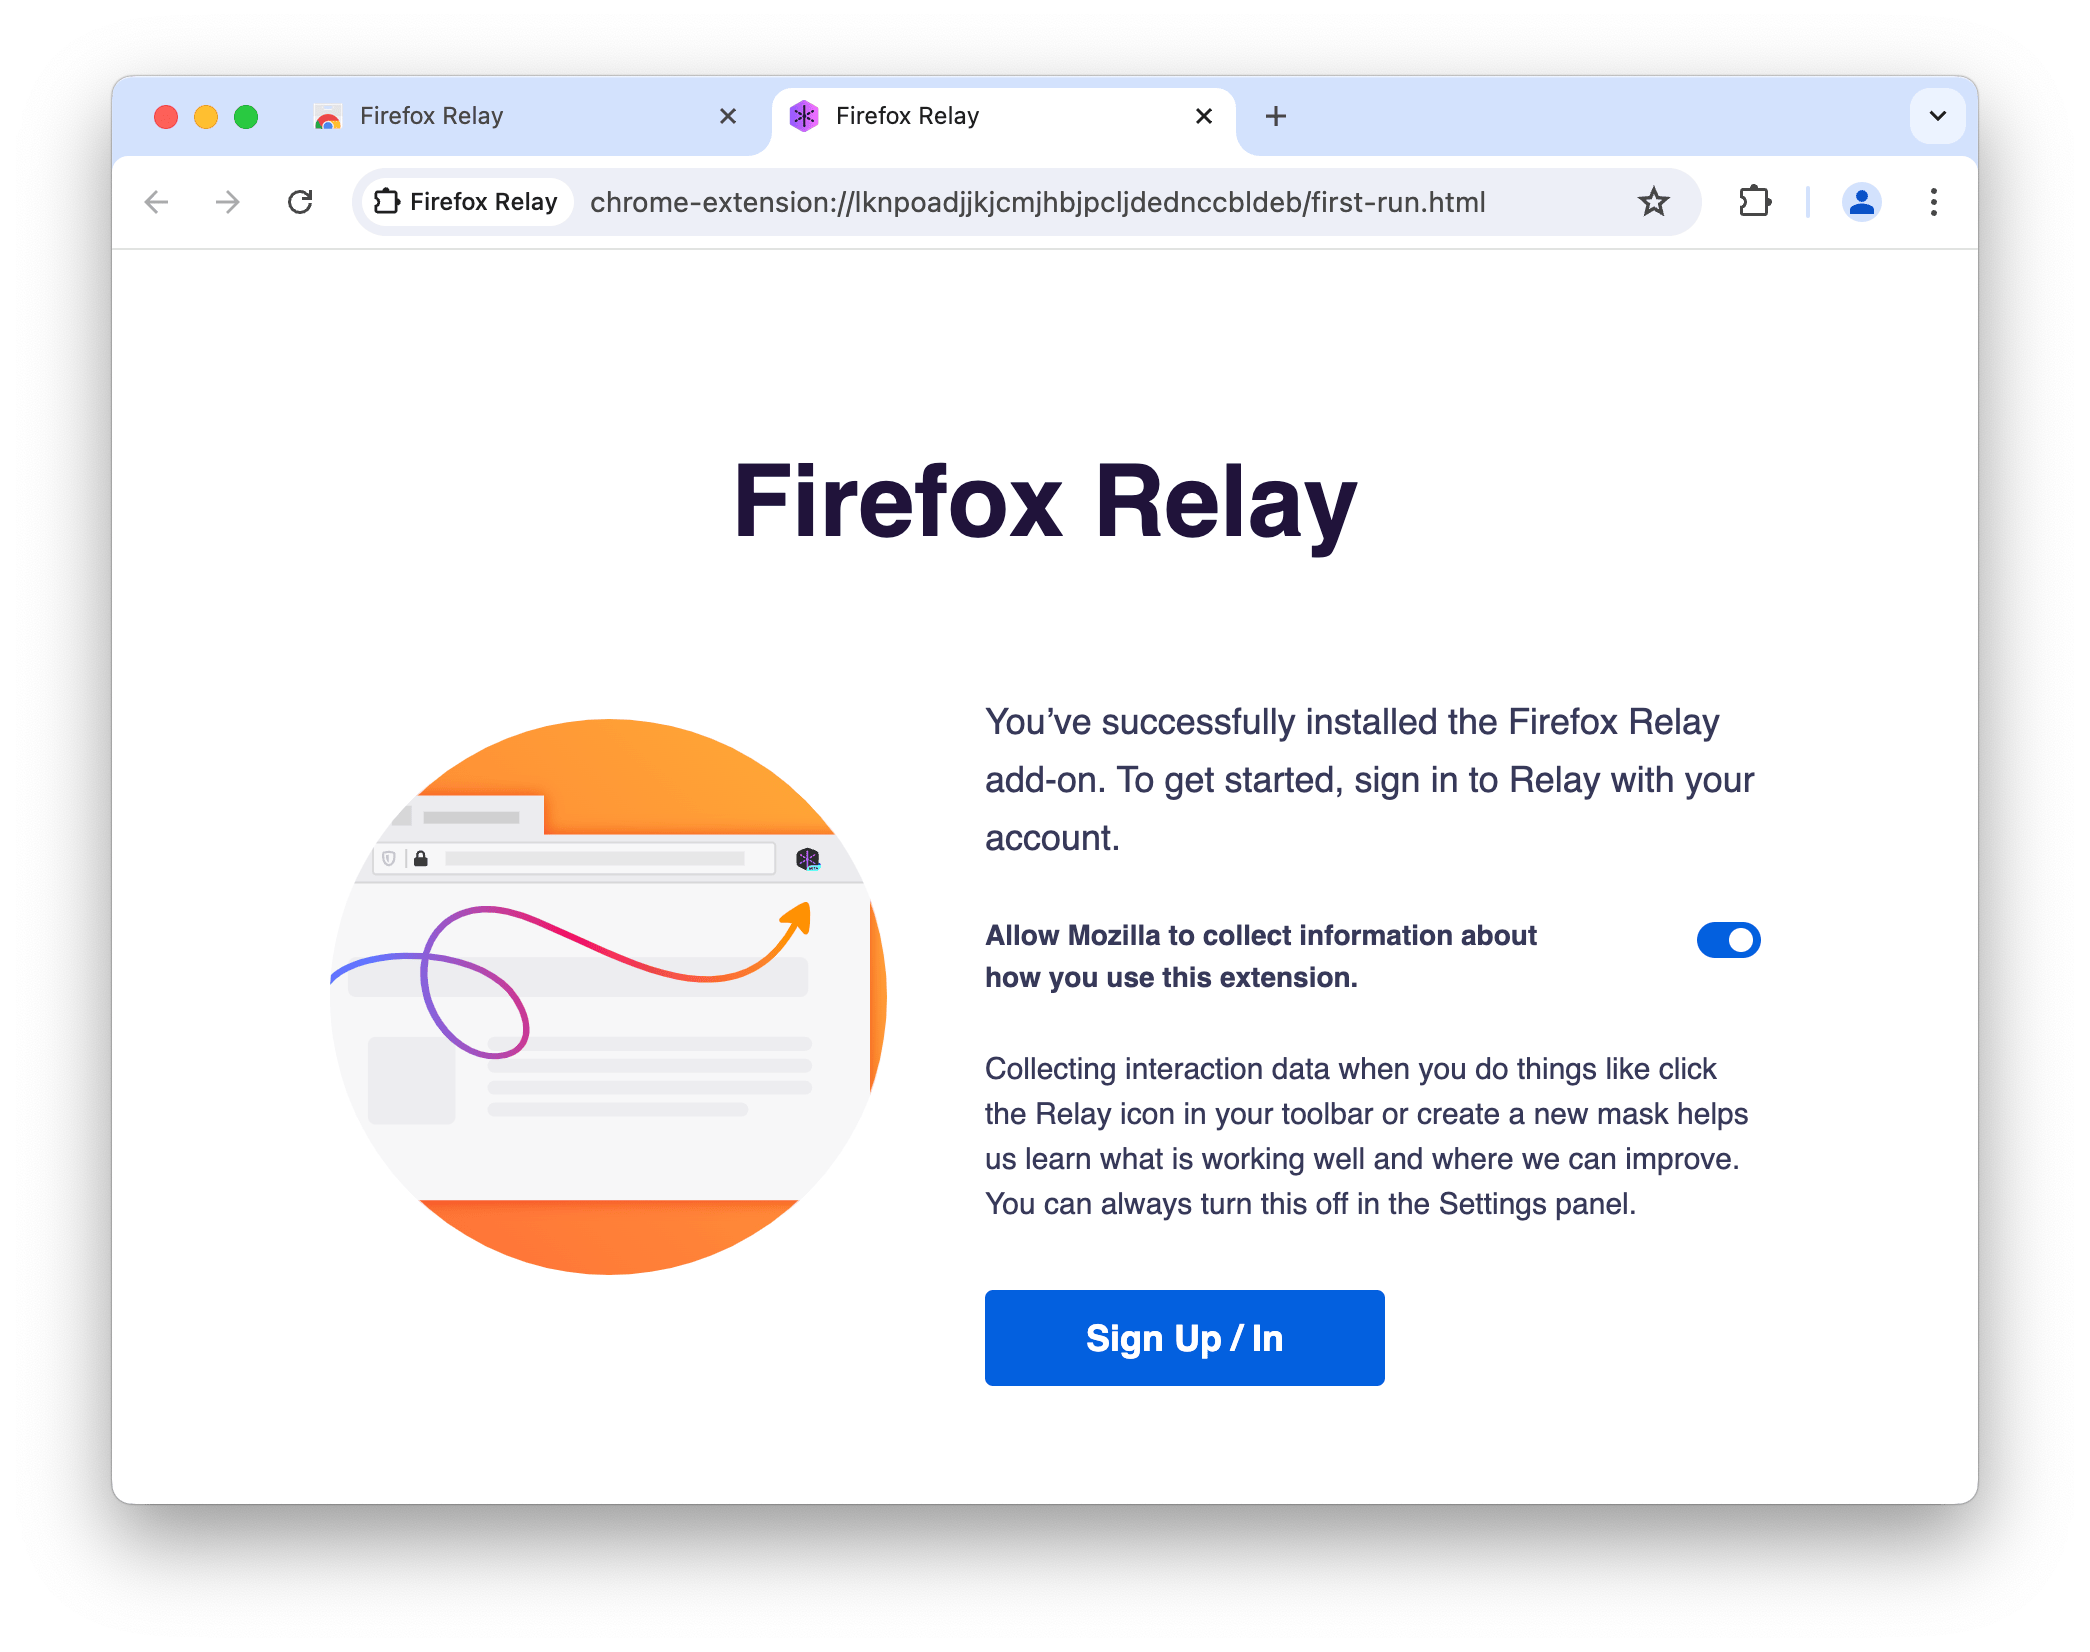 Firefox Relay
Firefox Relay
Firefox Relay
chrome-extension://lknpoadjjkjcmjhbjpcljdednccbldeb/first-run.html
Firefox Relay
You’ve successfully installed the Firefox Relay
add-on. To get started, sign in to Relay with your
account.
Allow Mozilla to collect information about
how you use this extension.
Collecting interaction data when you do things like click
the Relay icon in your toolbar or create a new mask helps
us learn what is working well and where we can improve.
You can always turn this off in the Settings panel.
Sign Up / In